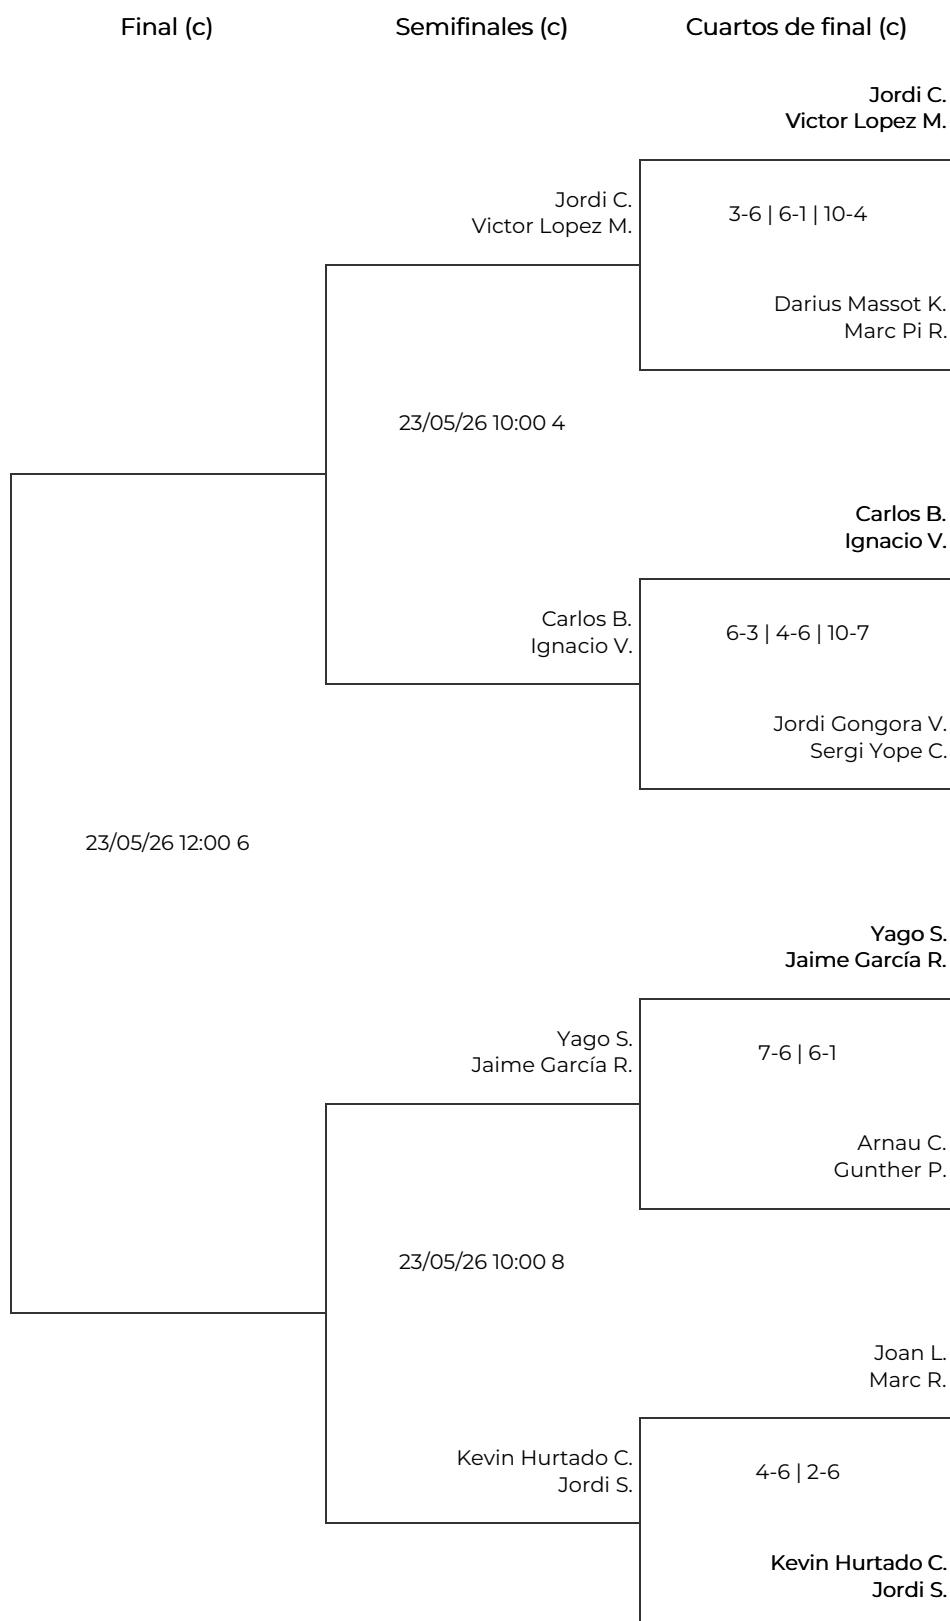 Final (c)
Semifinales (c)
Cuartos de final (c)
Jordi C.
Victor Lopez M.
Jordi C.
Victor Lopez M.
3-6 | 6-1 | 10-4
Darius Massot K.
Marc Pi R.
23/05/26 10:00 4
Carlos B.
Ignacio V.
Carlos B.
Ignacio V.
6-3 | 4-6 | 10-7
Jordi Gongora V.
Sergi Yope C.
23/05/26 12:00 6
Yago S.
Jaime García R.
Yago S.
Jaime García R.
7-6 | 6-1
Arnau C.
Gunther P.
23/05/26 10:00 8
Joan L.
Marc R.
Kevin Hurtado C.
Jordi S.
4-6 | 2-6
Kevin Hurtado C.
Jordi S.